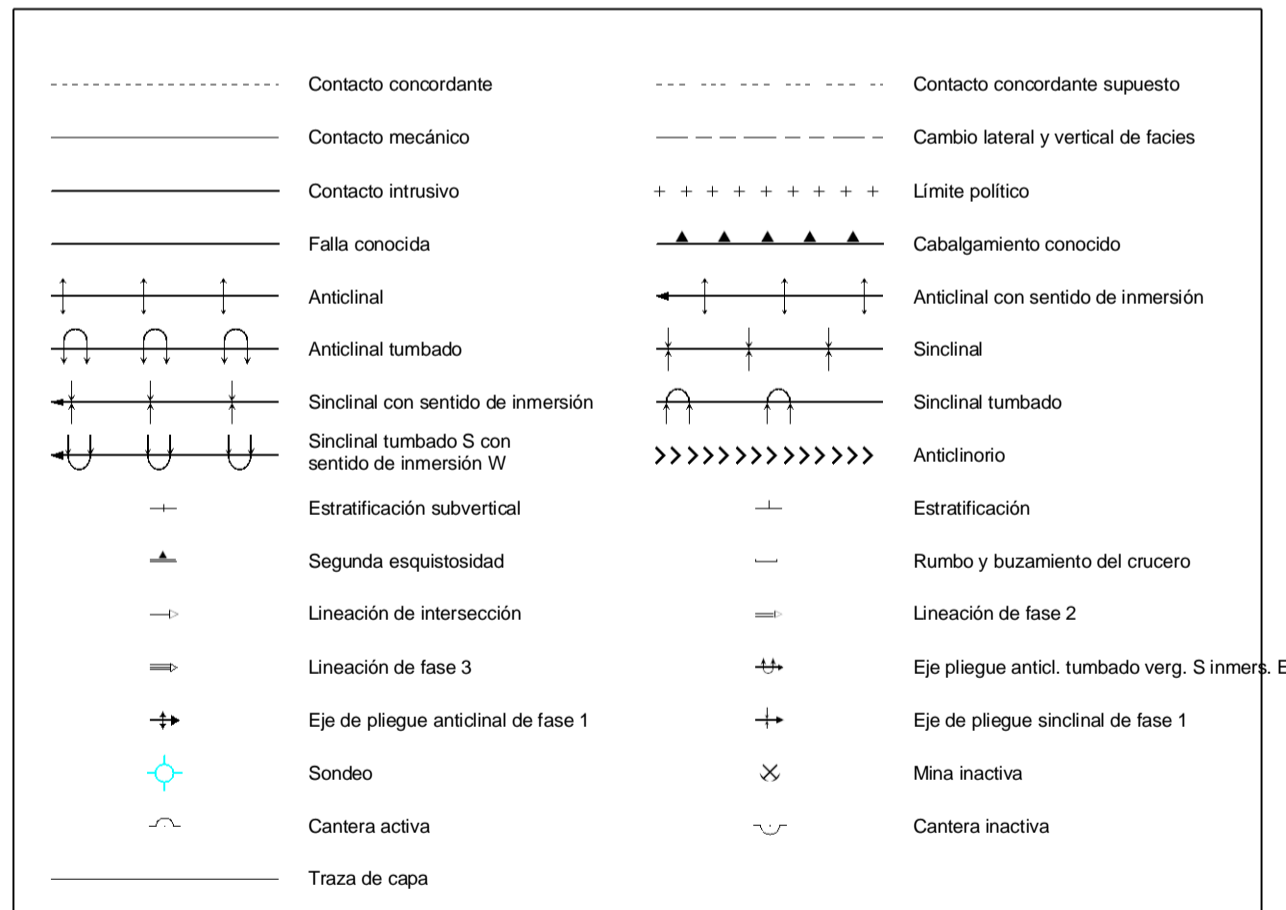 Contacto concordante
Contacto concordante supuesto
Contacto mecánico
Cambio lateral y vertical de facies
Contacto intrusivo
Límite político
Falla conocida
Cabalgamiento conocido
Anticlinal
Anticlinal con sentido de inmersión
Anticlinal tumbado
Sinclinal
Sinclinal con sentido de inmersión
Sinclinal tumbado
Sinclinal tumbado S con
sentido de inmersión W
Anticlinorio
Estratificación subvertical
Estratificación
Segunda esquistosidad
Rumbo y buzamiento del crucero
Lineación de intersección
Lineación de fase 2
Lineación de fase 3
Eje pliegue anticl. tumbado verg. S inmers. E
Eje de pliegue anticlinal de fase 1
Eje de pliegue sinclinal de fase 1
Sondeo
Mina inactiva
Cantera activa
Cantera inactiva
Traza de capa